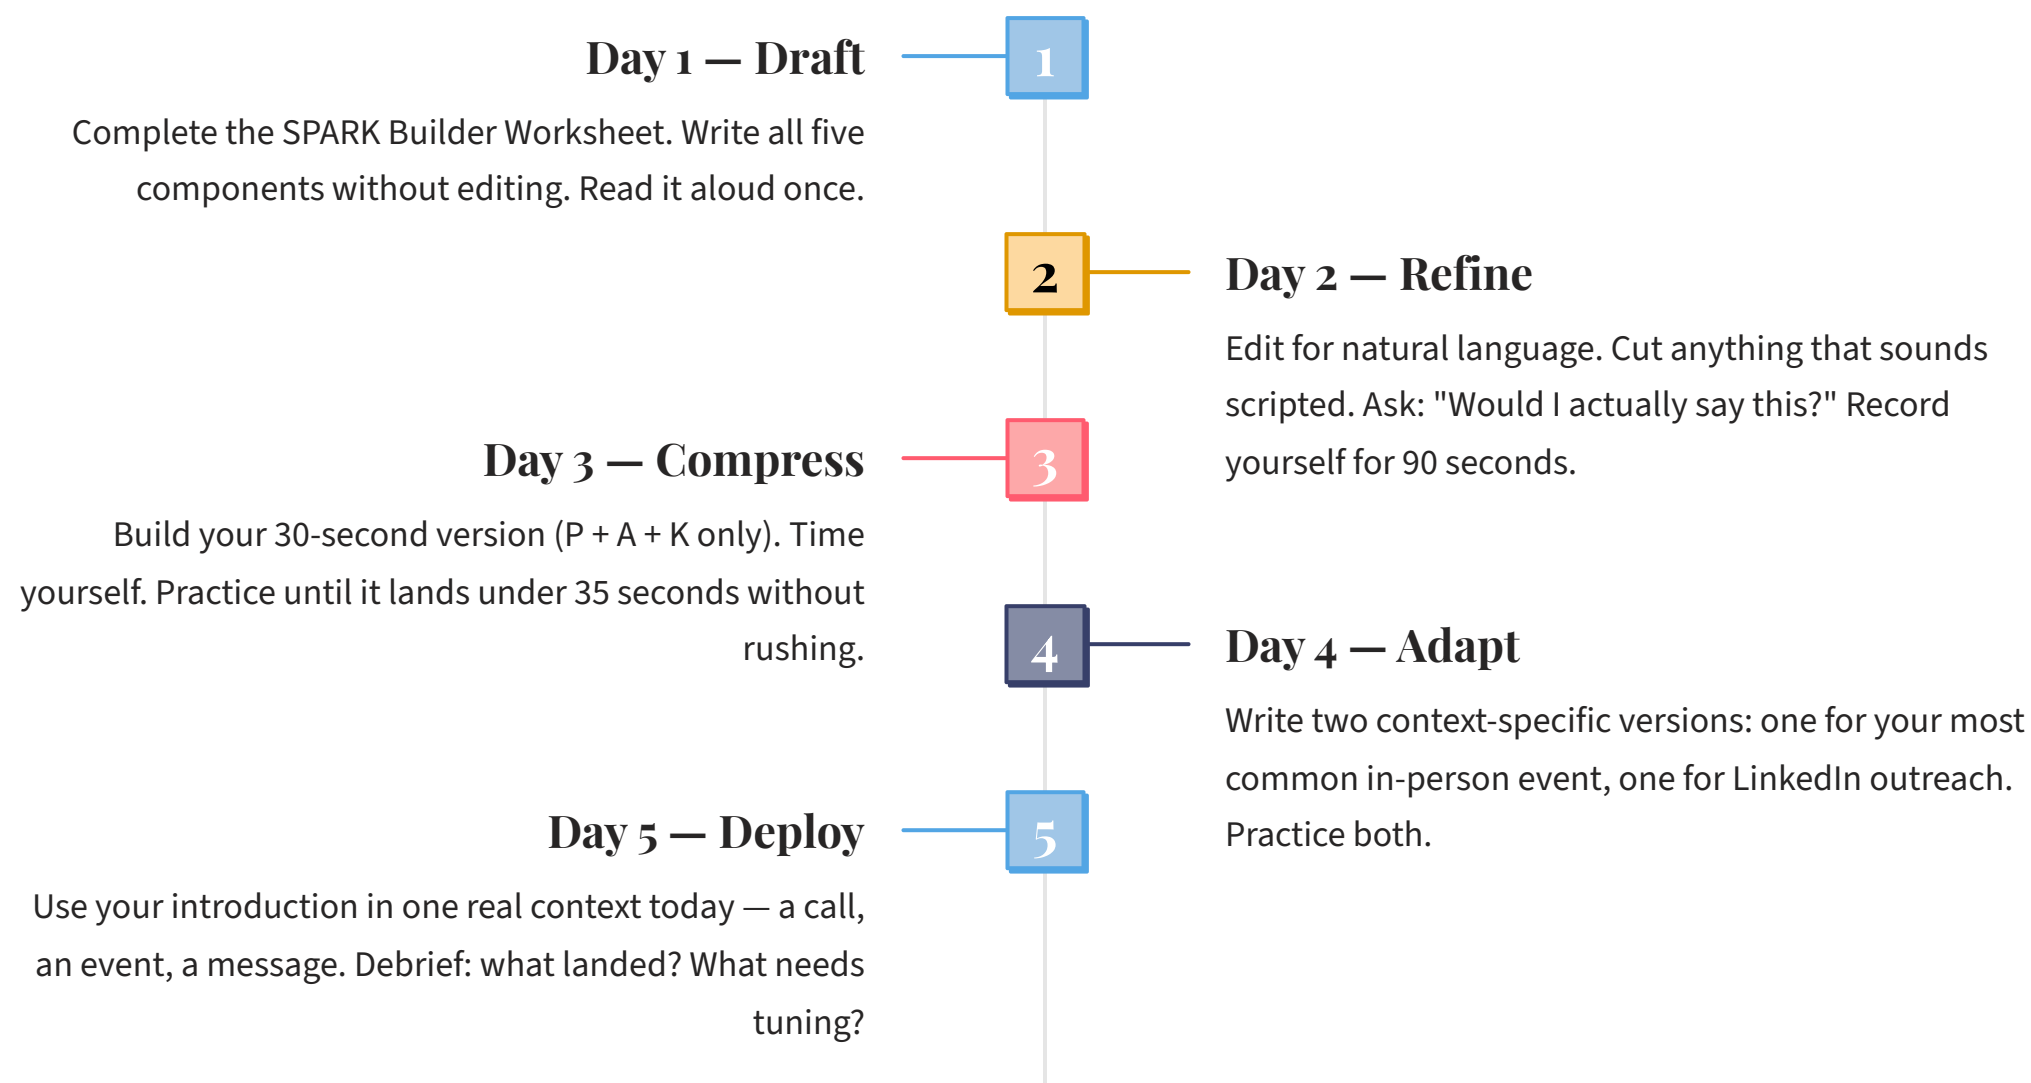 Day 1 — Draft
1
Complete the SPARK Builder Worksheet. Write all five
components without editing. Read it aloud once.
2
Day 2 — Refine
Edit for natural language. Cut anything that sounds
scripted. Ask: "Would I actually say this?" Record
yourself for 90 seconds.
Day 3 — Compress
3
Build your 30-second version (P + A + K only). Time
yourself. Practice until it lands under 35 seconds without
rushing.
4
Day 4 — Adapt
Write two context-specific versions: one for your most
common in-person event, one for LinkedIn outreach.
Practice both.
Day 5 — Deploy
5
Use your introduction in one real context today — a call,
an event, a message. Debrief: what landed? What needs
tuning?